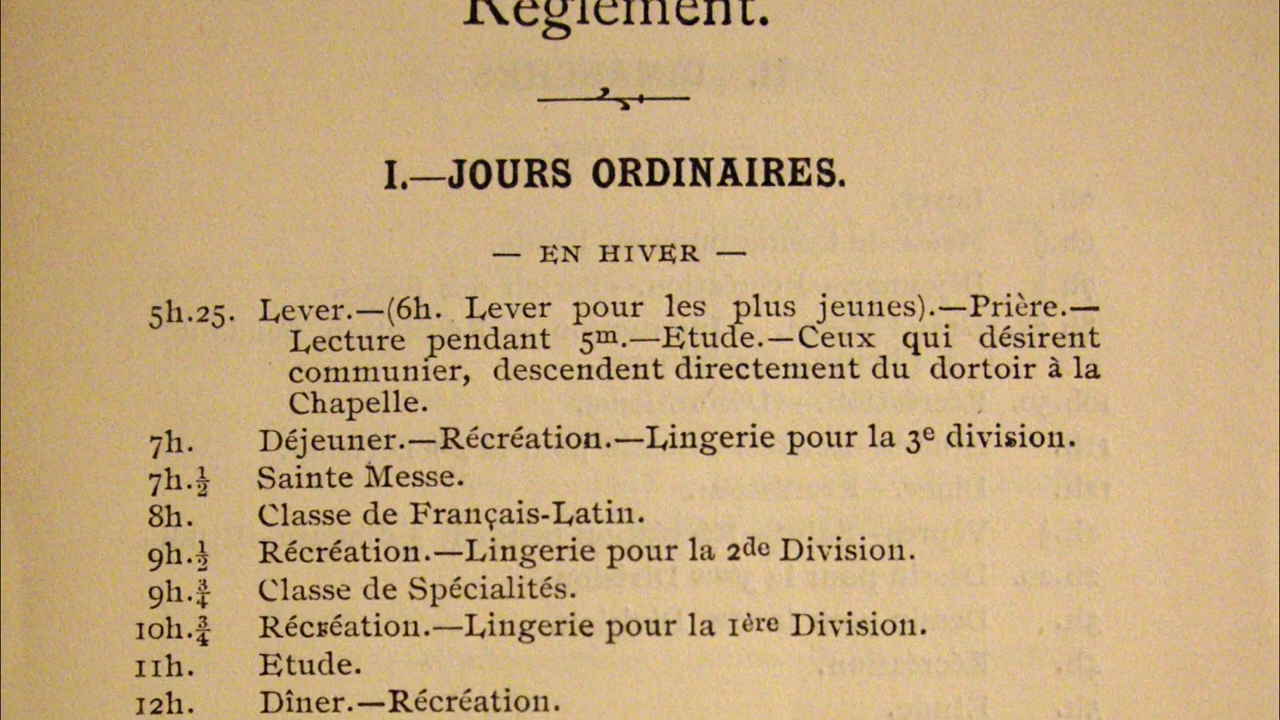 Règlement.
I.—JOURS ORDINAIRES.
— EN HIVER —
5h.25. Lever.—(6h. Lever pour les plus jeunes).—Prière.—
Lecture pendant 5m.—Etude.—Ceux qui désirent
communier, descendent directement du dortoir à la
Chapelle.
7h. Déjeuner.—Récréation.—Lingerie pour la 3e division.
7h.½ Sainte Messe.
8h. Classe de Français-Latin.
9h.½ Récréation.—Lingerie pour la 2de Division.
9h.¾ Classe de Spécialités.
10h.¾ Récréation.—Lingerie pour la 1ère Division.
11h. Etude.
12h. Dîner.—Récréation.